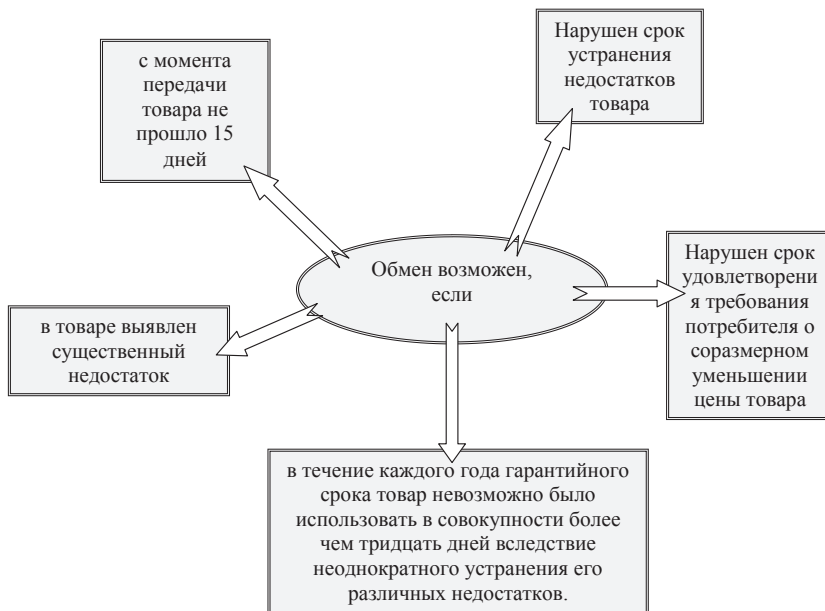 с момента
передачи
товара не
прошло 15
дней
Нарушен срок
устранения
недостатков
товара
Обмен возможен,
если
Нарушен срок
удовлетворени
я требования
потребителя о
соразмерном
уменьшении
цены товара
в товаре выявлен
существенный
недостаток
в течение каждого года гарантийного
срока товар невозможно было
использовать в совокупности более
чем тридцать дней вследствие
неоднократного устранения его
различных недостатков.